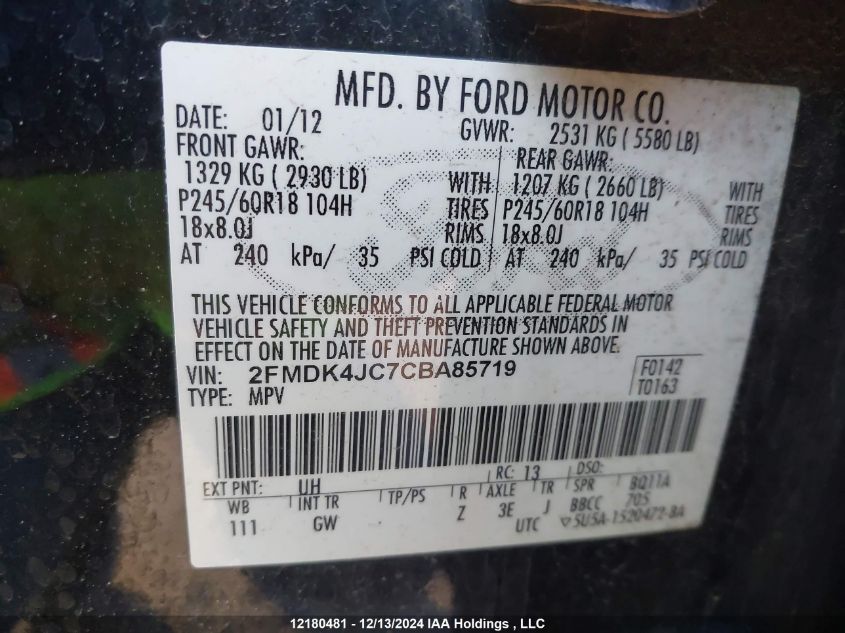 MFD. BY FORD MOTOR CO.
DATE: 01/12 GVWR: 2531 KG ( 5580 LB)
FRONT GAWR: REAR GAWR:
1329 KG ( 2930 LB) WITH 1207 KG ( 2660 LB) WITH
P245/60R18 104H TIRES P245/60R18 104H TIRES
18x8.0J RIMS 18x8.0J RIMS
AT 240 kPa/ 35 PSI COLD AT 240 kPa/ 35 PSI COLD
THIS VEHICLE CONFORMS TO ALL APPLICABLE FEDERAL MOTOR
VEHICLE SAFETY AND THEFT PREVENTION STANDARDS IN
EFFECT ON THE DATE OF MANUFACTURE SHOWN ABOVE.
VIN: 2FMDK4JC7CBA85719 F0142
TYPE: MPV T0163
EXT PNT: UH RC: 13 DSO:
WB INT TR TP/PS R AXLE TR SPR BQ11A
111 GW Z 3E J BBCC 705
UTC ▽5U5A-1520472-BA
12180481 - 12/13/2024 IAA Holdings , LLC